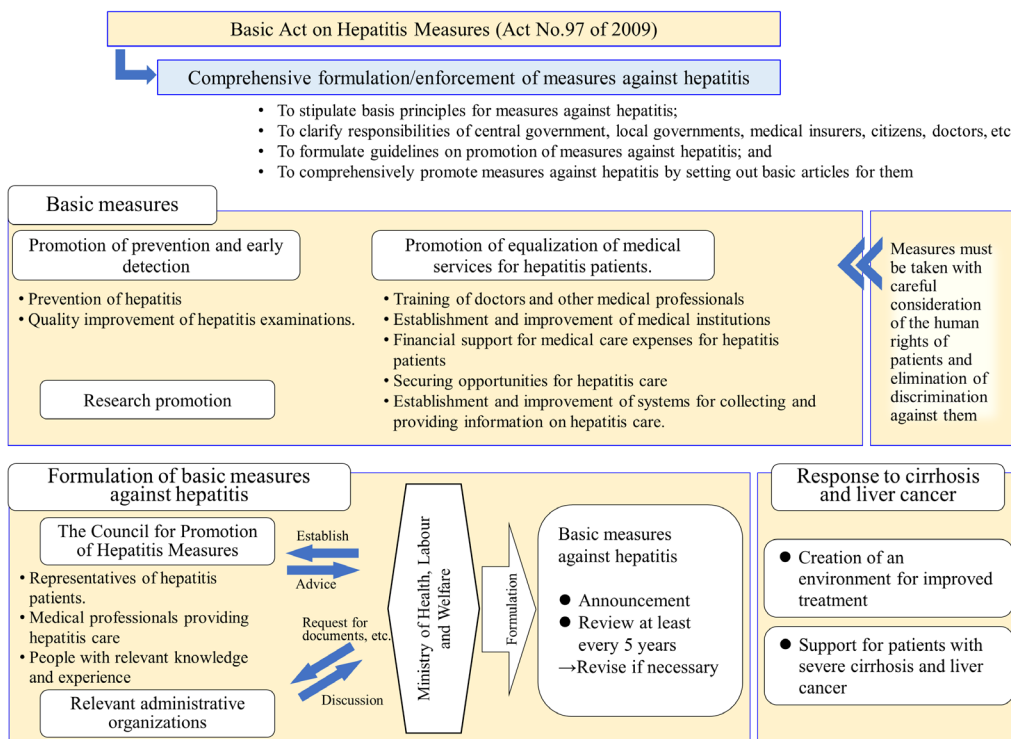 Basic Act on Hepatitis Measures (Act No.97 of 2009)
Comprehensive formulation/enforcement of measures against hepatitis
• To stipulate basis principles for measures against hepatitis;
• To clarify responsibilities of central government, local governments, medical insurers, citizens, doctors, etc
• To formulate guidelines on promotion of measures against hepatitis; and
• To comprehensively promote measures against hepatitis by setting out basic articles for them
Basic measures
Promotion of prevention and early
detection
• Prevention of hepatitis
• Quality improvement of hepatitis examinations.
Research promotion
Promotion of equalization of medical
services for hepatitis patients.
• Training of doctors and other medical professionals
• Establishment and improvement of medical institutions
• Financial support for medical care expenses for hepatitis
patients
• Securing opportunities for hepatitis care
• Establishment and improvement of systems for collecting and
providing information on hepatitis care.
Measures must
be taken with
careful
consideration
of the human
rights of
patients and
elimination of
discrimination
against them
Formulation of basic measures
against hepatitis
The Council for Promotion
of Hepatitis Measures
• Representatives of hepatitis
patients.
• Medical professionals providing
hepatitis care
• People with relevant knowledge
and experience
Relevant administrative
organizations
Establish
Advice
Request for
documents, etc.
Discussion
Ministry of Health, Labour
and Welfare
Formulation
Basic measures
against hepatitis
● Announcement
● Review at least
every 5 years
→Revise if necessary
Response to cirrhosis
and liver cancer
● Creation of an
environment for improved
treatment
● Support for patients with
severe cirrhosis and liver
cancer